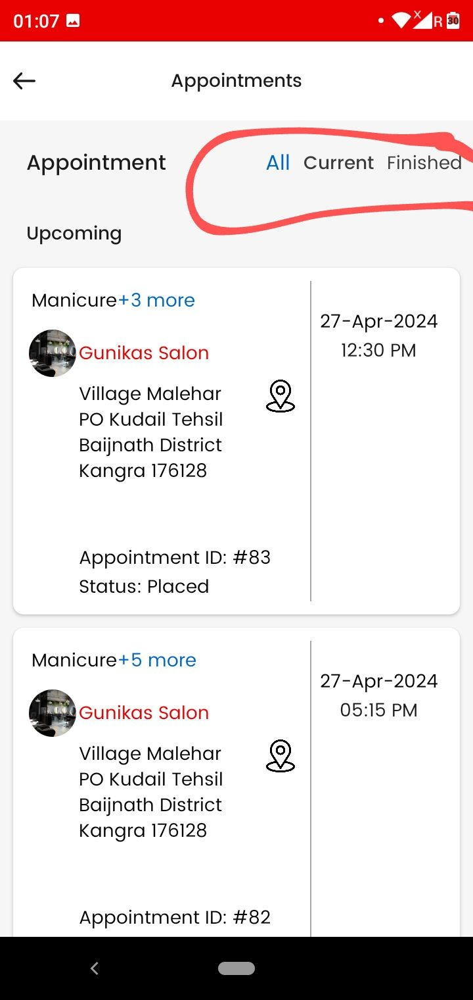 01:07 R 30
Appointments
Appointment All Current Finished
Upcoming
Manicure+3 more
27-Apr-2024
12:30 PM
Gunikas Salon
Village Malehar
PO Kudail Tehsil
Baijnath District
Kangra 176128
Appointment ID: #83
Status: Placed
Manicure+5 more
27-Apr-2024
05:15 PM
Gunikas Salon
Village Malehar
PO Kudail Tehsil
Baijnath District
Kangra 176128
Appointment ID: #82